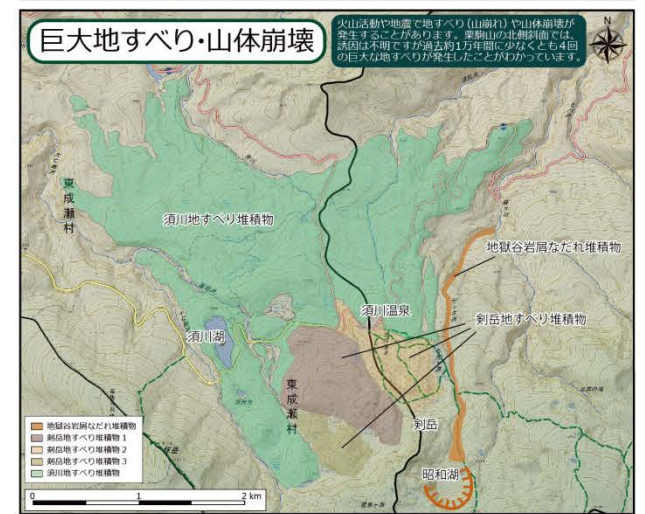 巨大地すべり・山体崩壊
火山活動や地震で地すべり（山崩れ）や山体崩壊が
発生することがあります。栗駒山の北側斜面では、
誘因は不明ですが過去約1万年間に少なくとも4回
の巨大な地すべりが発生したことがわかっています。
N
東成瀬村
須川地すべり堆積物
地獄谷岩屑なだれ堆積物
須川温泉
剣岳地すべり堆積物
須川湖
東成瀬村
剣岳
昭和湖
地獄谷岩屑なだれ堆積物
剣岳地すべり堆積物 1
剣岳地すべり堆積物 2
剣岳地すべり堆積物 3
須川地すべり堆積物
0 1 2 km